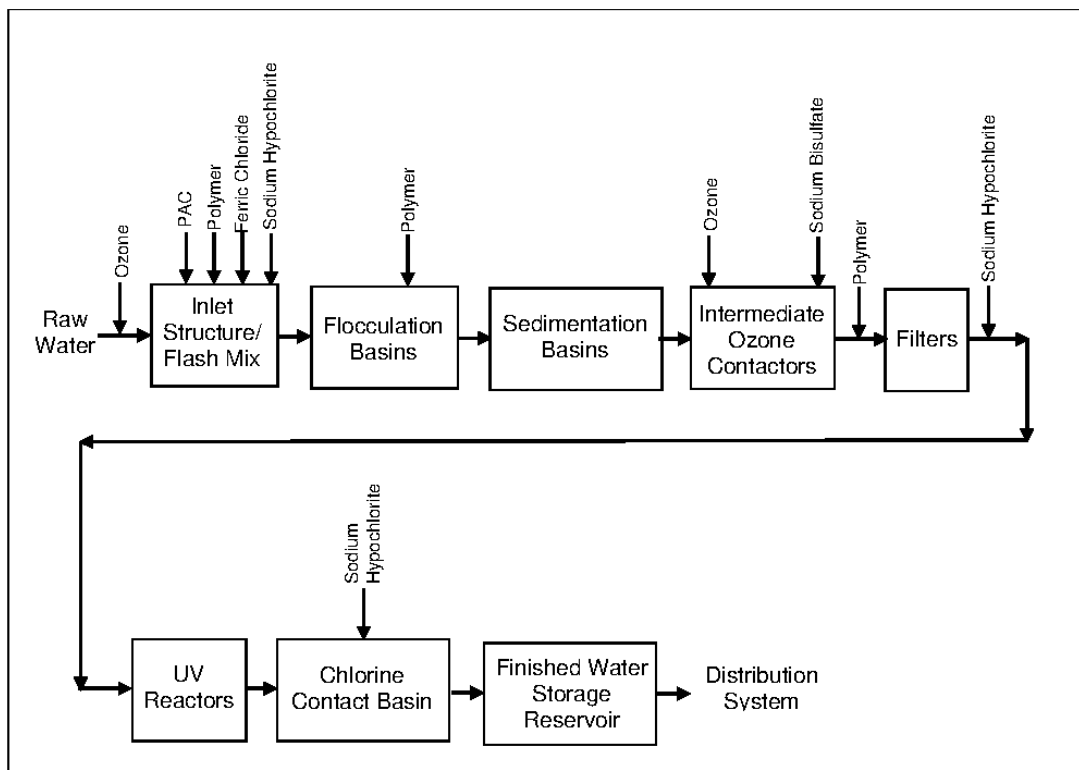 Ozone
PAC
Polymer
Ferric Chloride
Sodium Hypochlorite
Polymer
Ozone
Sodium Bisulfate
Polymer
Sodium Hypochlorite
Raw
Water
Inlet
Structure/
Flash Mix
Flocculation
Basins
Sedimentation
Basins
Intermediate
Ozone
Contactors
Filters
Sodium
Hypochlorite
UV
Reactors
Chlorine
Contact Basin
Finished Water
Storage
Reservoir
Distribution
System